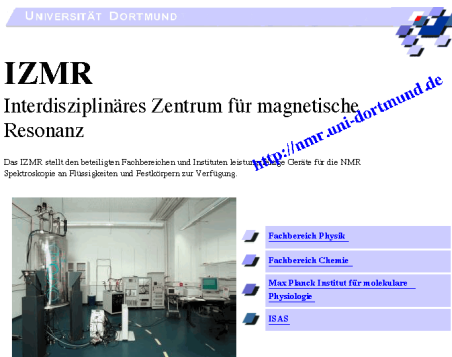 UNIVERSITÄT DORTMUND
IZMR
Interdisziplinäres Zentrum für magnetische
Resonanz
http://nmr.uni-dortmund.de
Das IZMR stellt den beteiligten Fachbereichen und Instituten leistungsfähige Geräte für die NMR
Spektroskopie an Flüssigkeiten und Festkörpern zur Verfügung.
Fachbereich Physik
Fachbereich Chemie
Max Planck Institut für molekulare
Physiologie
ISAS